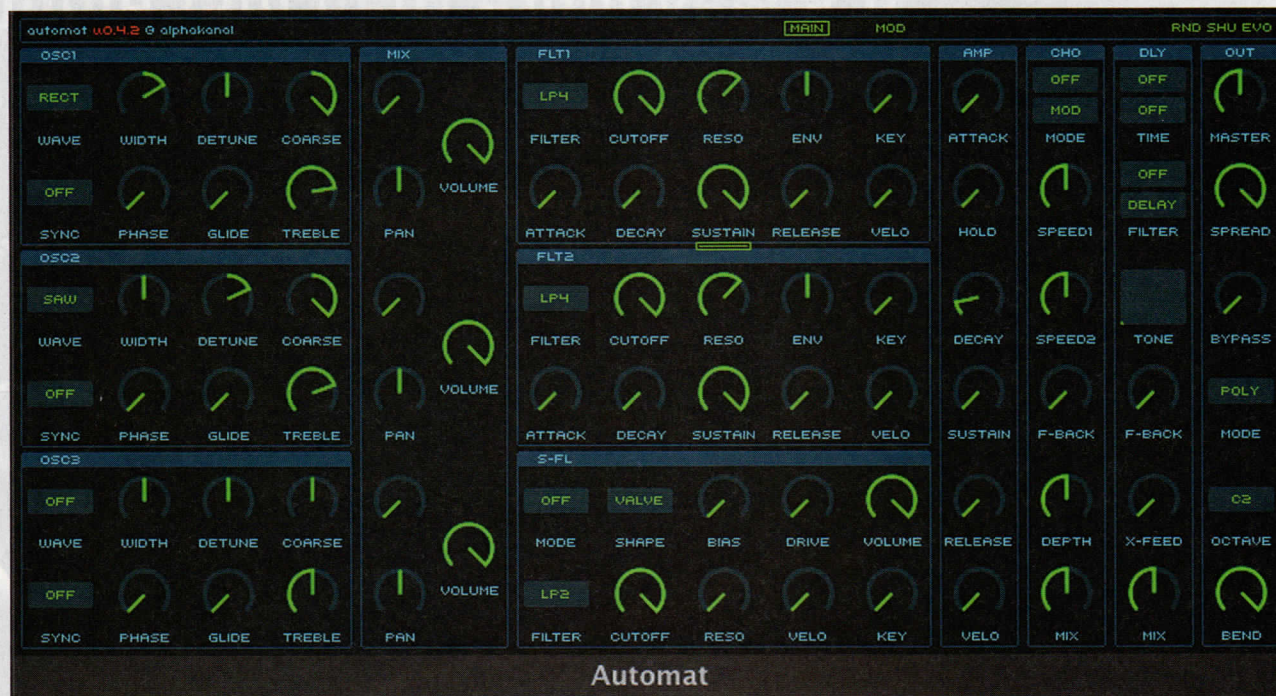 automat v.0.4.2 @ alphakanal MAIN MOD RND SHU EVO
OSC1 MIX FLT1 AMP CHO DLY OUT
RECT LP4 OFF OFF
MOD OFF
WAVE WIDTH DETUNE COARSE FILTER CUTOFF RESO ENV KEY ATTACK MODE TIME MASTER
OFF VOLUME OFF
DELAY
SYNC PHASE GLIDE TREBLE PAN ATTACK DECAY SUSTAIN RELEASE VELO HOLD SPEED1 FILTER SPREAD
OSC2 FLT2
SAW LP4
WAVE WIDTH DETUNE COARSE FILTER CUTOFF RESO ENV KEY DECAY SPEED2 TONE BYPASS
OFF VOLUME POLY
SYNC PHASE GLIDE TREBLE PAN ATTACK DECAY SUSTAIN RELEASE VELO SUSTAIN F-BACK F-BACK MODE
OSC3 S-FL
OFF OFF VALVE C2
WAVE WIDTH DETUNE COARSE MODE SHAPE BIAS DRIVE VOLUME RELEASE DEPTH X-FEED OCTAVE
OFF VOLUME LP2
SYNC PHASE GLIDE TREBLE PAN FILTER CUTOFF RESO VELO KEY VELO MIX MIX BEND
Automat